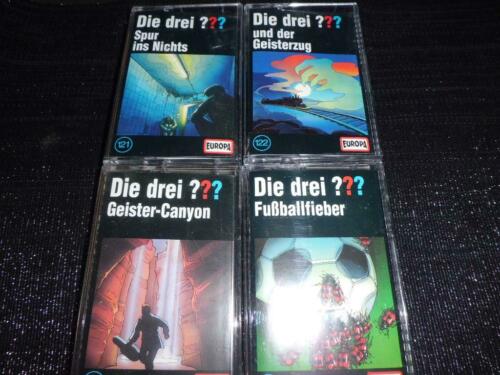 Die drei ???
Spur
ins Nichts
121
EUROPA
Die drei ???
und der
Geisterzug
122
EUROPA
Die drei ???
Geister-Canyon
Die drei ???
Fußballfieber